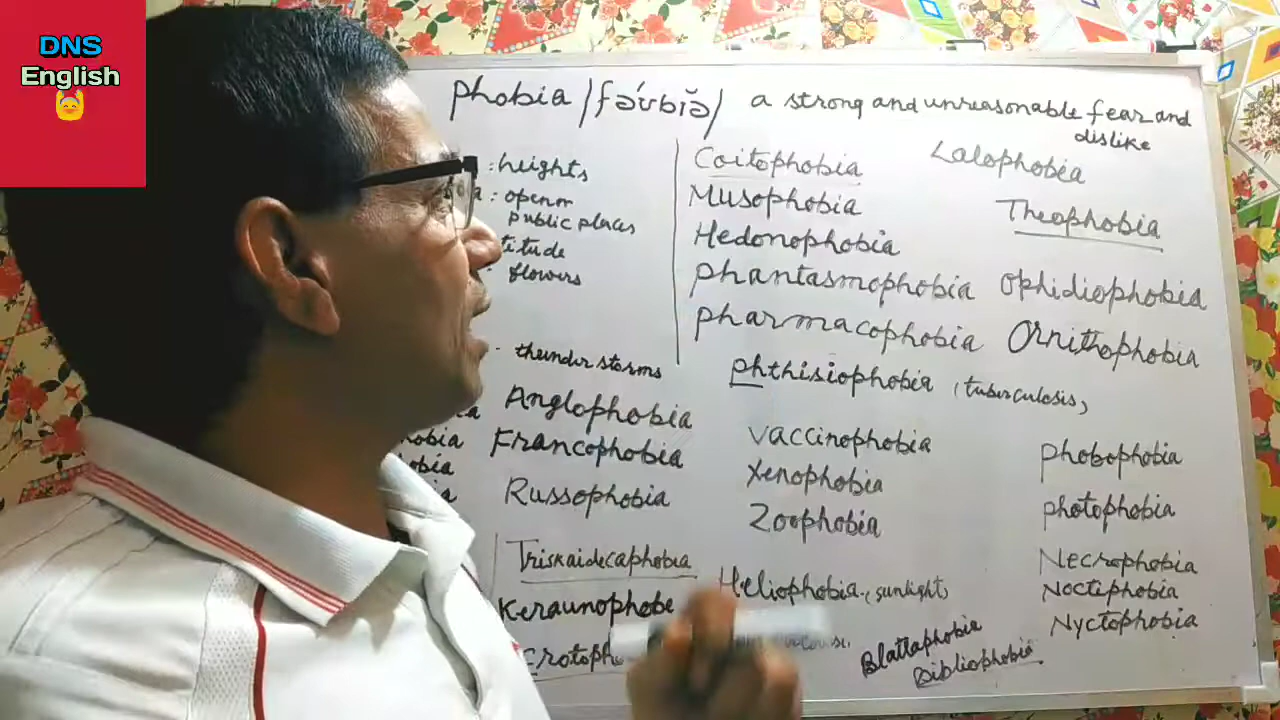 DNS
English
Phobia /fəʊbɪə/ a strong and unreasonable fear and
dislike
: heights
: openm
public places
titude
flowers
thunder storms
Coitophobia
Lalophobia
Musophobia
Theophobia
Hedonophobia
Phantasmophobia
Ophidiophobia
Pharmacophobia
Ornithophobia
Phthisiophobia (tuberculosis,
Anglophobia
Francophobia
Russophobia
Vaccinophobia
Xenophobia
Zoophobia
Phobophobia
photophobia
Necrophobia
Noctiphobia
Nyctophobia
Triskaidecaphobia
Keraunophobe
Heliophobia (sunlight)
Blattaphobia
Bibliophobia